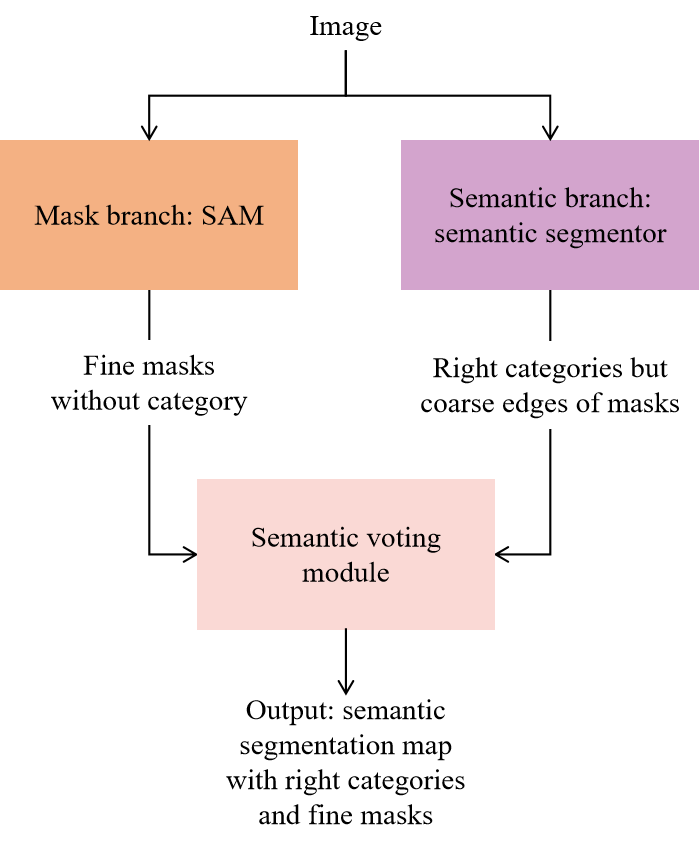 Image
Mask branch: SAM
Semantic branch:
semantic segmentor
Fine masks
without category
Right categories but
coarse edges of masks
Semantic voting
module
Output: semantic
segmentation map
with right categories
and fine masks